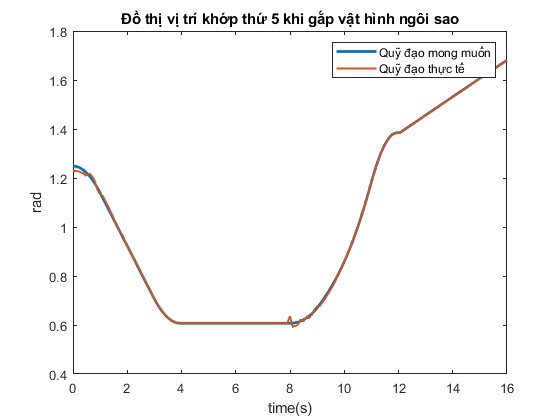 Đồ thị vị trí khớp thứ 5 khi gắp vật hình ngôi sao
Quỹ đạo mong muốn
Quỹ đạo thực tế
1.8
1.6
1.4
1.2
1
0.8
0.6
0.4
rad
0 2 4 6 8 10 12 14 16
time(s)